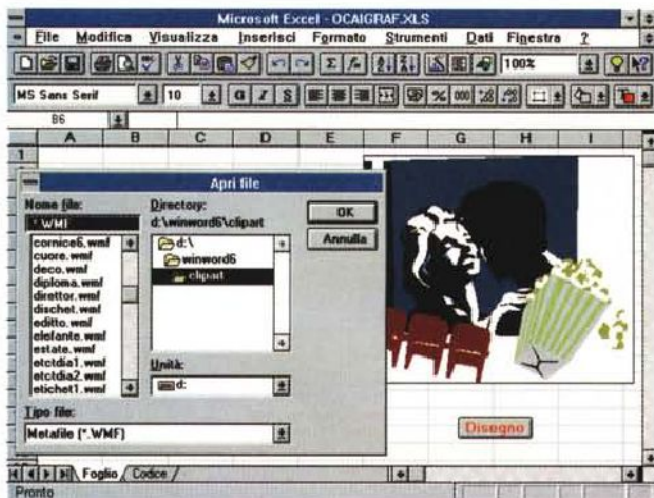 Microsoft Excel - OCAIGRAF.XLS
File Modifica Visualizza Inserisci Formato Strumenti Dati Finestra ?
100%
MS Sans Serif 10 G I S % 000
B6
A B C D E F G H I
1
Apri file
Nome file:
*.WMF
cornice6.wmf
cuore.wmf
deco.wmf
diploma.wmf
direttor.wmf
dischet.wmf
editto.wmf
elefante.wmf
estate.wmf
etctdia1.wmf
etctdia2.wmf
etichet1.wmf
Tipo file:
Metafile (*.WMF)
Directory:
d:\winword6\clipart
d:\
winword6
clipart
Unità:
d:
OK
Annulla
Disegno
Foglio Codice
Pronto